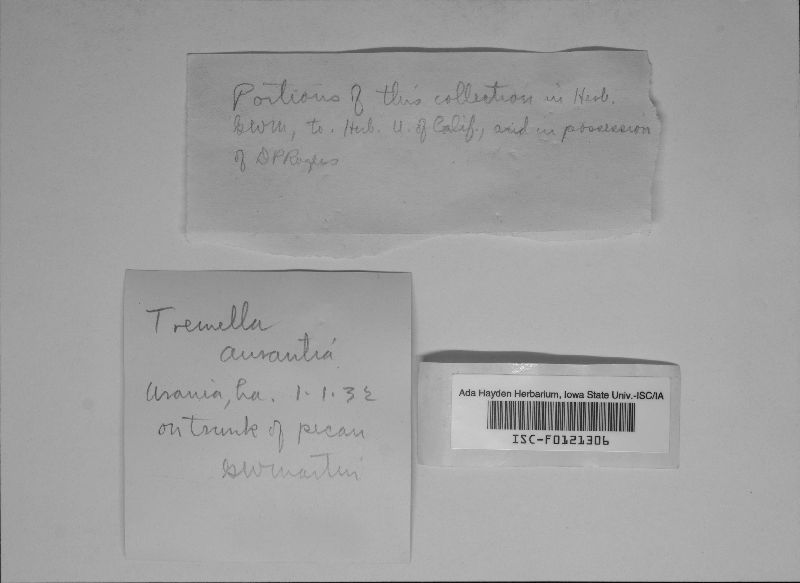 Portions of this collection in Herb.
GWM, to. Herb. U. of Calif., and in possession
of DPRogers
Tremella
aurantia
Urania, La. 1-1-32
on trunk of pecan
GWMartin
Ada Hayden Herbarium, Iowa State Univ.-ISC/IA
ISC-F0121306